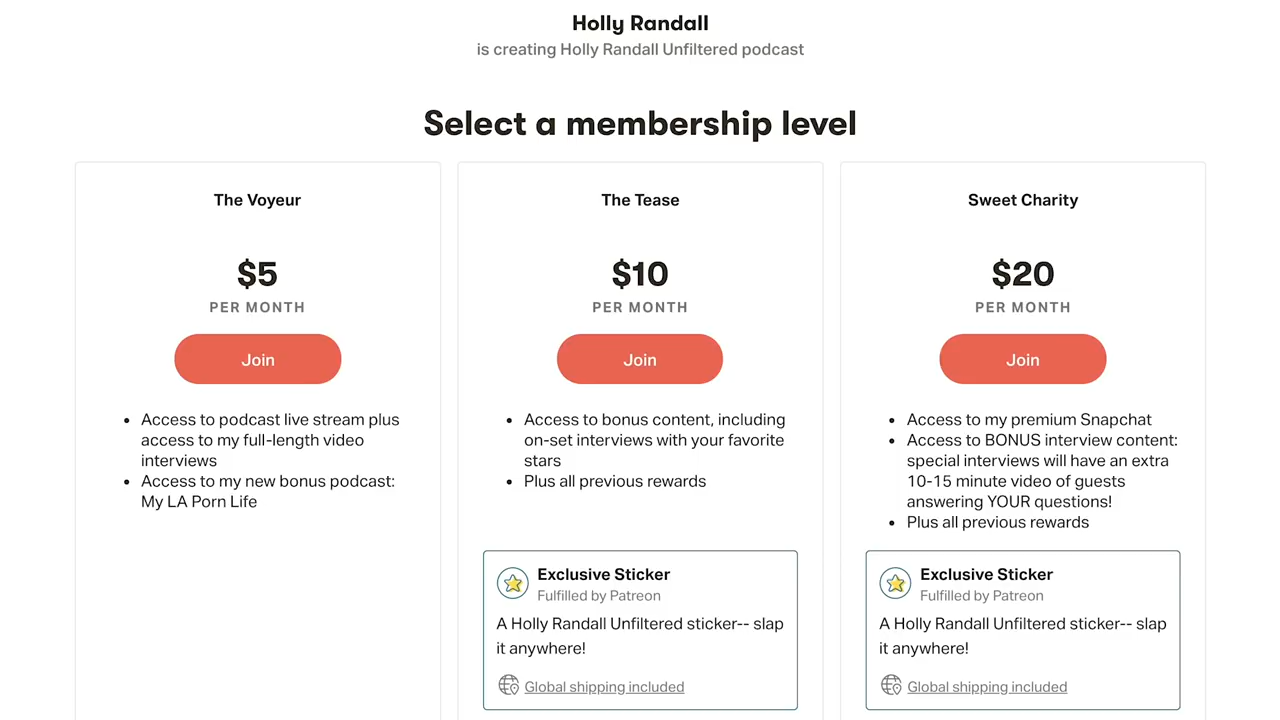 Holly Randall
is creating Holly Randall Unfiltered podcast
Select a membership level
The Voyeur
$5
PER MONTH
Join
• Access to podcast live stream plus
access to my full-length video
interviews
• Access to my new bonus podcast:
My LA Porn Life
The Tease
$10
PER MONTH
Join
• Access to bonus content, including
on-set interviews with your favorite
stars
• Plus all previous rewards
Exclusive Sticker
Fulfilled by Patreon
A Holly Randall Unfiltered sticker-- slap
it anywhere!
Global shipping included
Sweet Charity
$20
PER MONTH
Join
• Access to my premium Snapchat
• Access to BONUS interview content:
special interviews will have an extra
10-15 minute video of guests
answering YOUR questions!
• Plus all previous rewards
Exclusive Sticker
Fulfilled by Patreon
A Holly Randall Unfiltered sticker-- slap
it anywhere!
Global shipping included